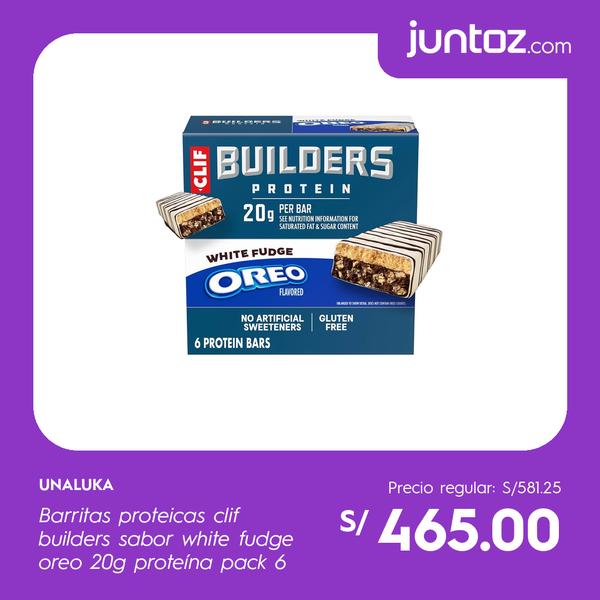 juntoz.com
WHITE FUDGE
CLIF
BUILDERS
PROTEIN
20g PER BAR
SEE NUTRITION INFORMATION FOR
SATURATED FAT & SUGAR CONTENT
WHITE FUDGE
OREO
FLAVORED
NO ARTIFICIAL
SWEETENERS
GLUTEN
FREE
6 PROTEIN BARS
UNALUKA
Barritas proteicas clif
builders sabor white fudge
oreo 20g proteína pack 6
Precio regular: S/581.25
S/ 465.00